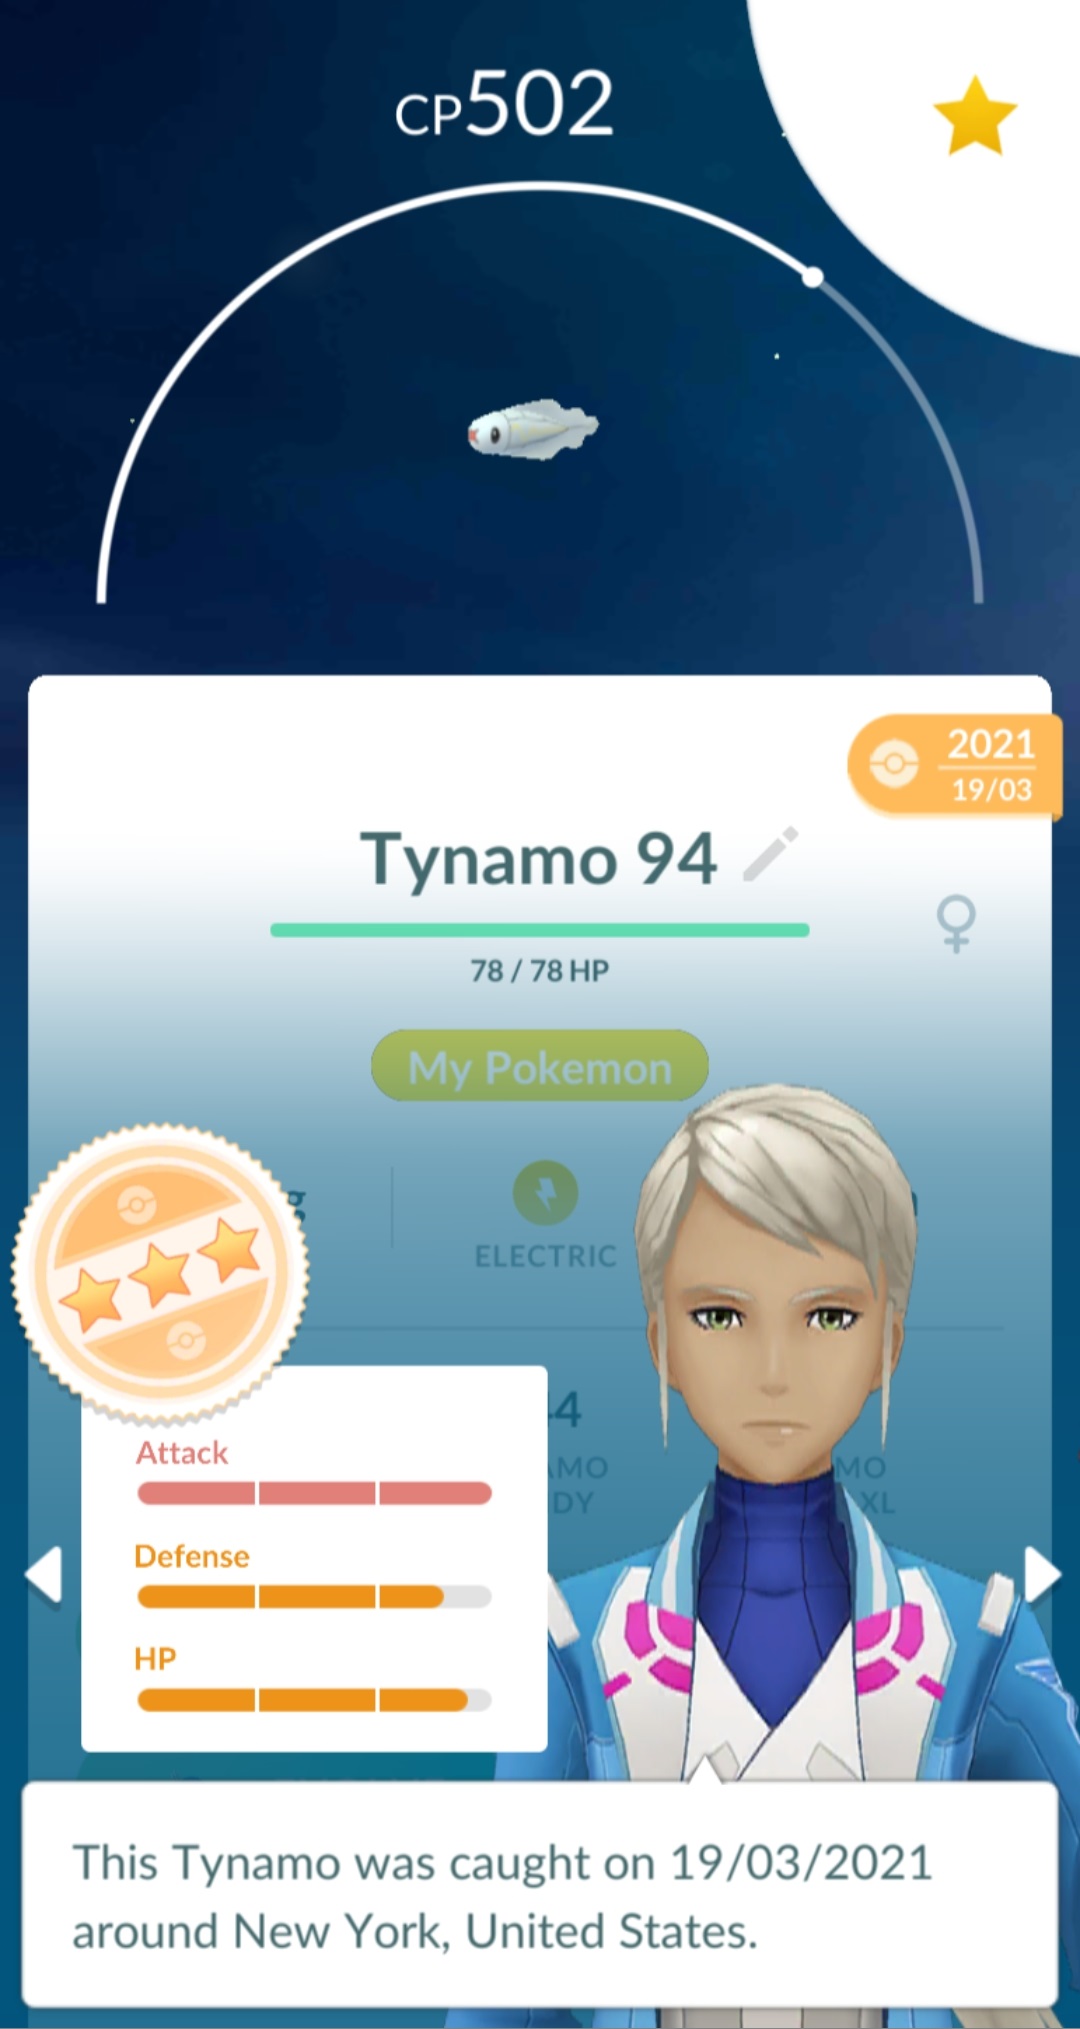 CP502
2021
19/03
Tynamo 94
78 / 78 HP
My Pokemon
ELECTRIC
Attack
Defense
HP
This Tynamo was caught on 19/03/2021
around New York, United States.